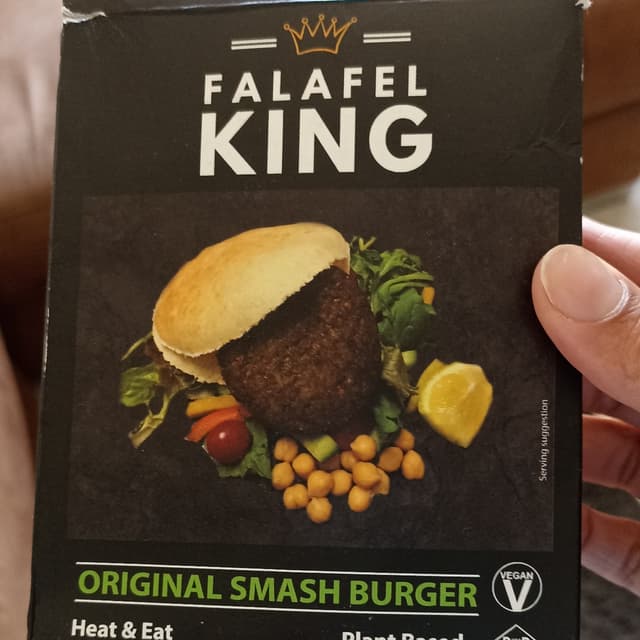 FALAFEL
KING
Serving suggestion
ORIGINAL SMASH BURGER
VEGAN
V
Heat & Eat
Plant Based